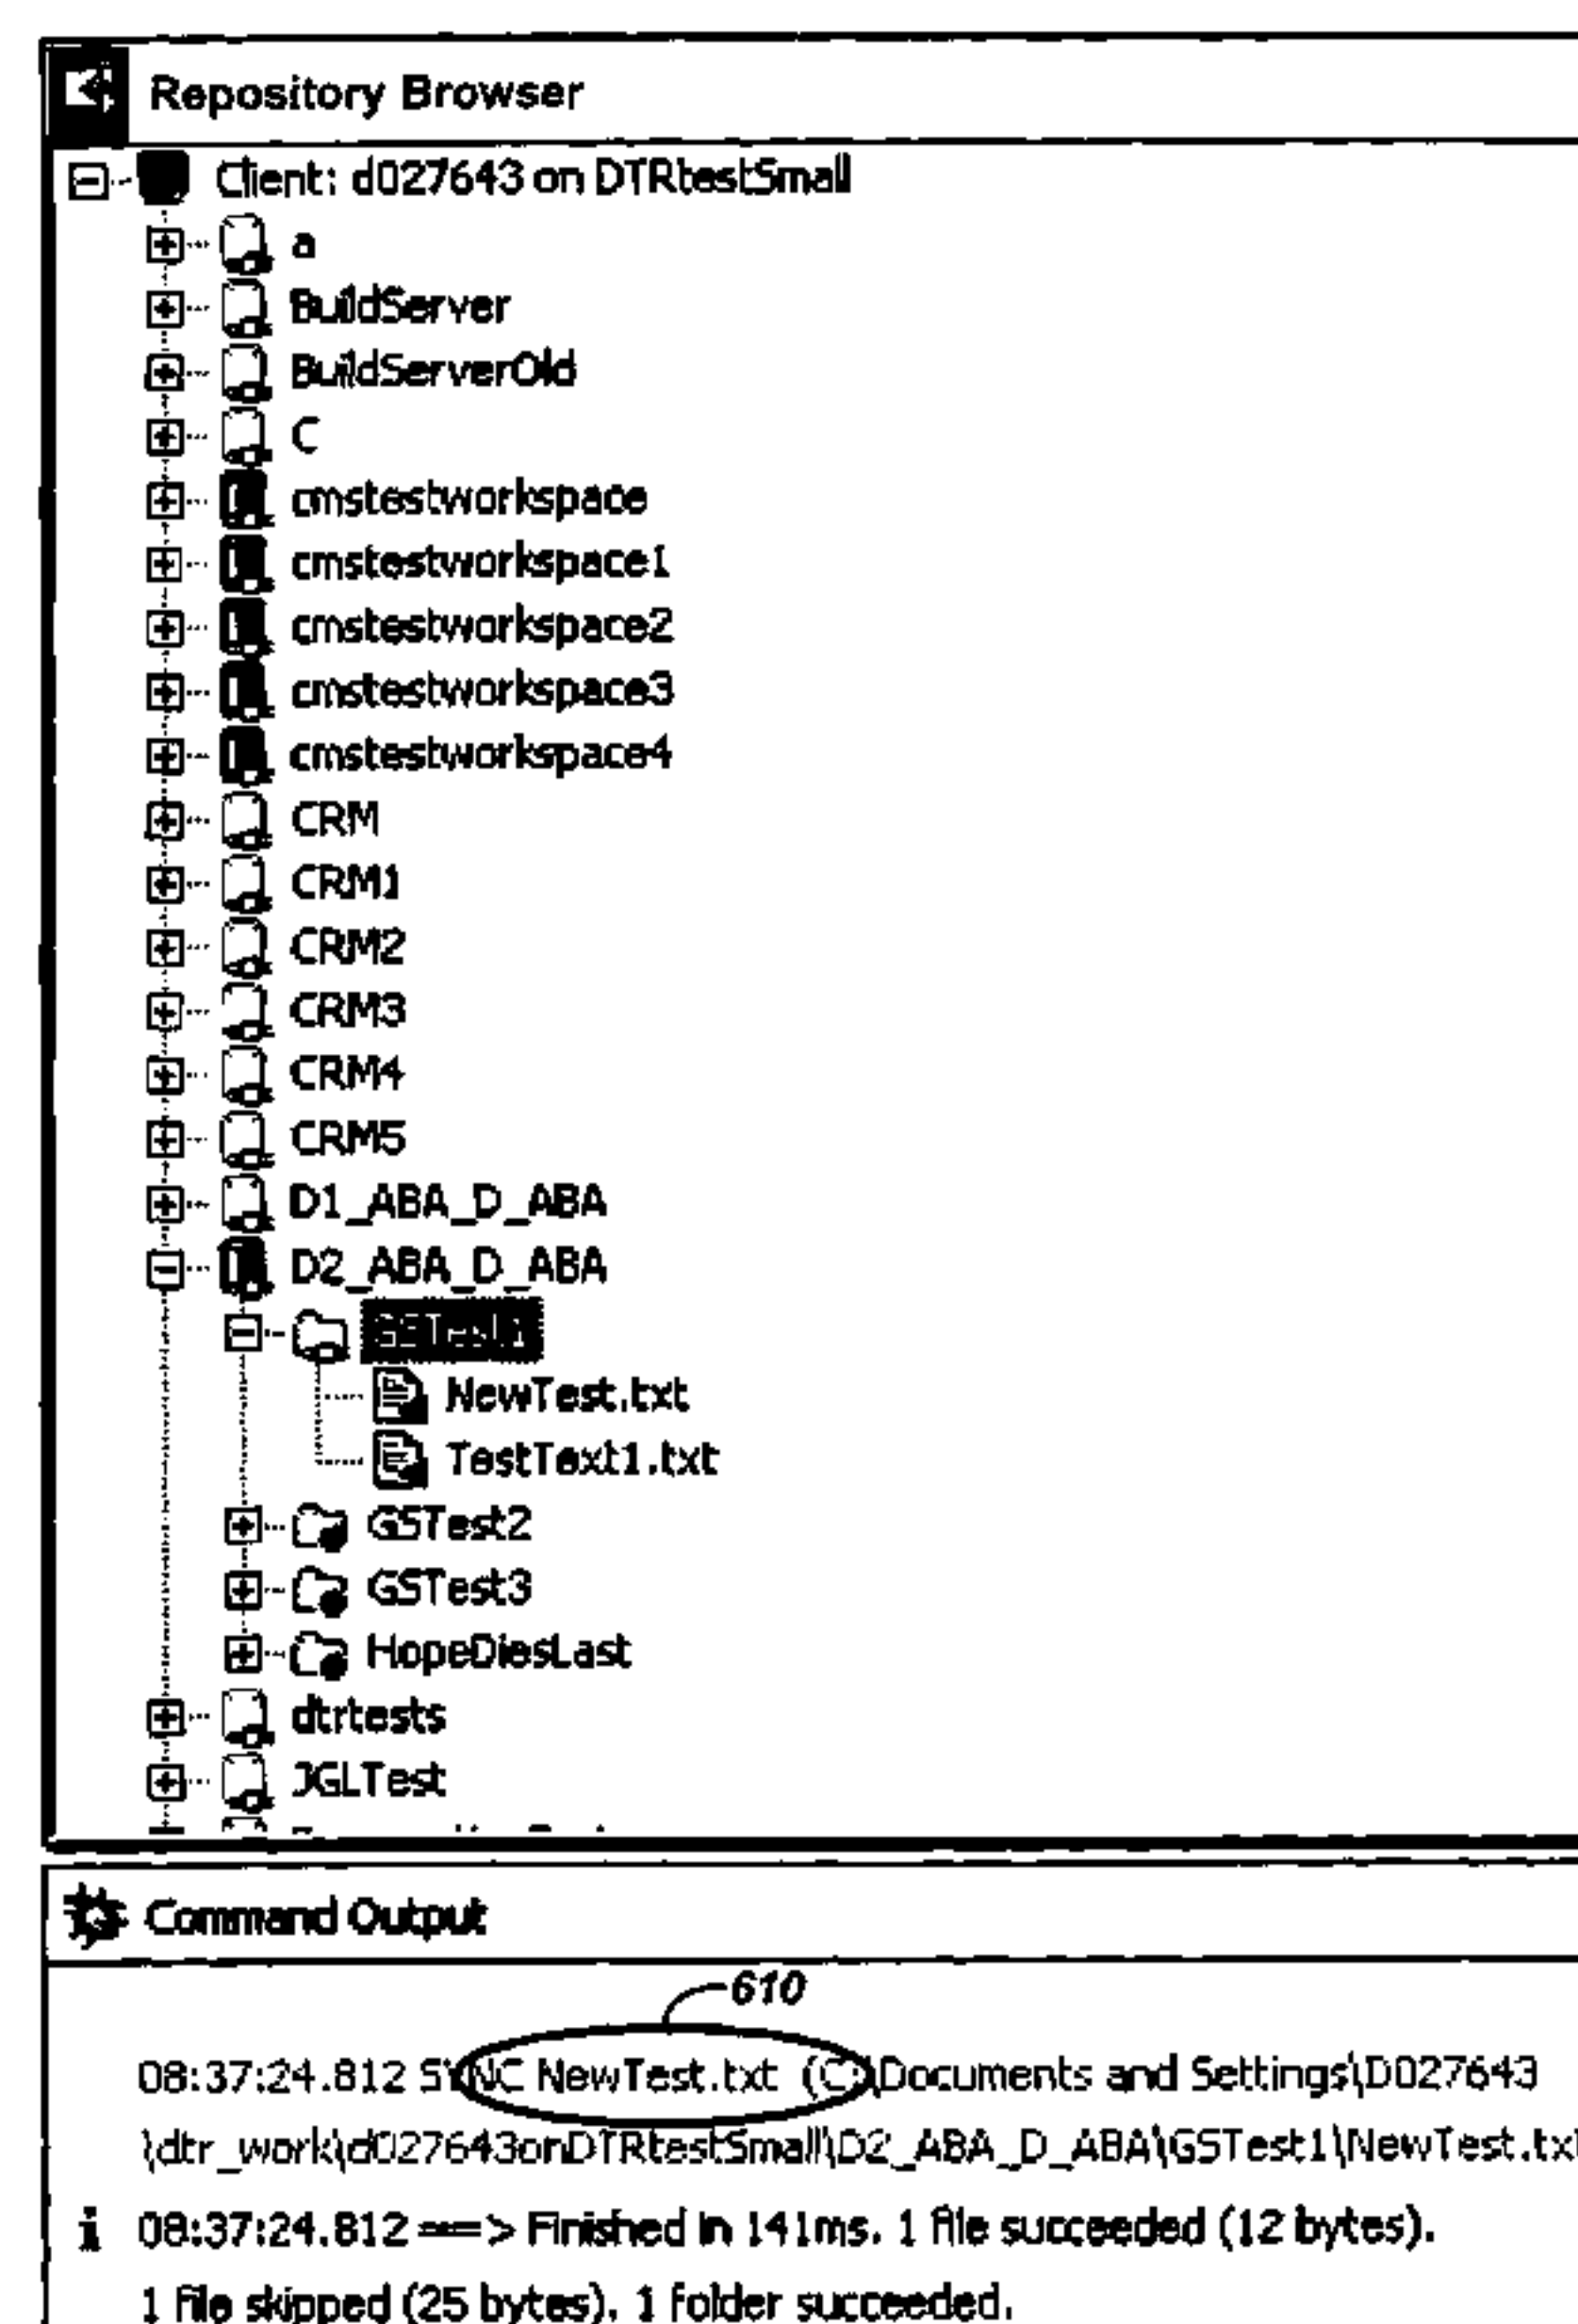 Repository Browser
Client: d027643 on DTRtestSmall
a
BuildServer
BuildServerOld
C
cmstestworkspace
cmstestworkspace1
cmstestworkspace2
cmstestworkspace3
cmstestworkspace4
CRM
CRM1
CRM2
CRM3
CRM4
CRM5
D1_ABA_D_ABA
D2_ABA_D_ABA
GSTest1
NewTest.txt
TestText1.txt
GSTest2
GSTest3
HopeDiesLast
dtrtests
JGLTest
Command Output
610
08:37:24.812 SYNC NewTest.txt (C:\Documents and Settings\D027643
\dtr_work\d027643onDTRtestSmall\D2_ABA_D_ABA\GSTest1\NewTest.txt
i 08:37:24.812 ==> Finished in 141ms. 1 file succeeded (12 bytes).
1 file skipped (25 bytes). 1 folder succeeded.